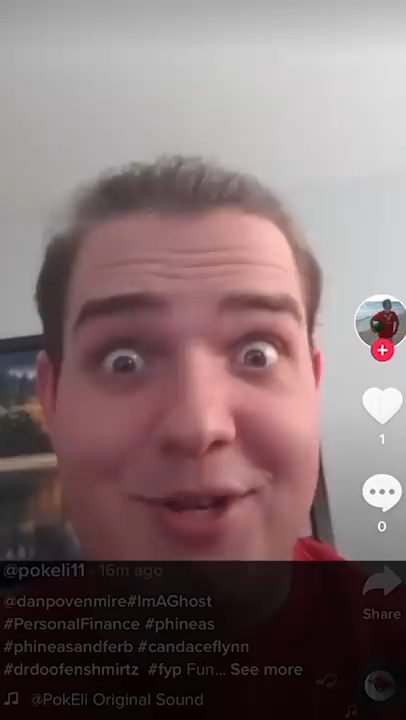 1
0
@pokeli11 · 16m ago
Share
@danpovenmire#ImAGhost
#PersonalFinance #phineas
#phineasandferb #candaceflynn
#drdoofenshmirtz #fyp Fun... See more
@PokEli Original Sound